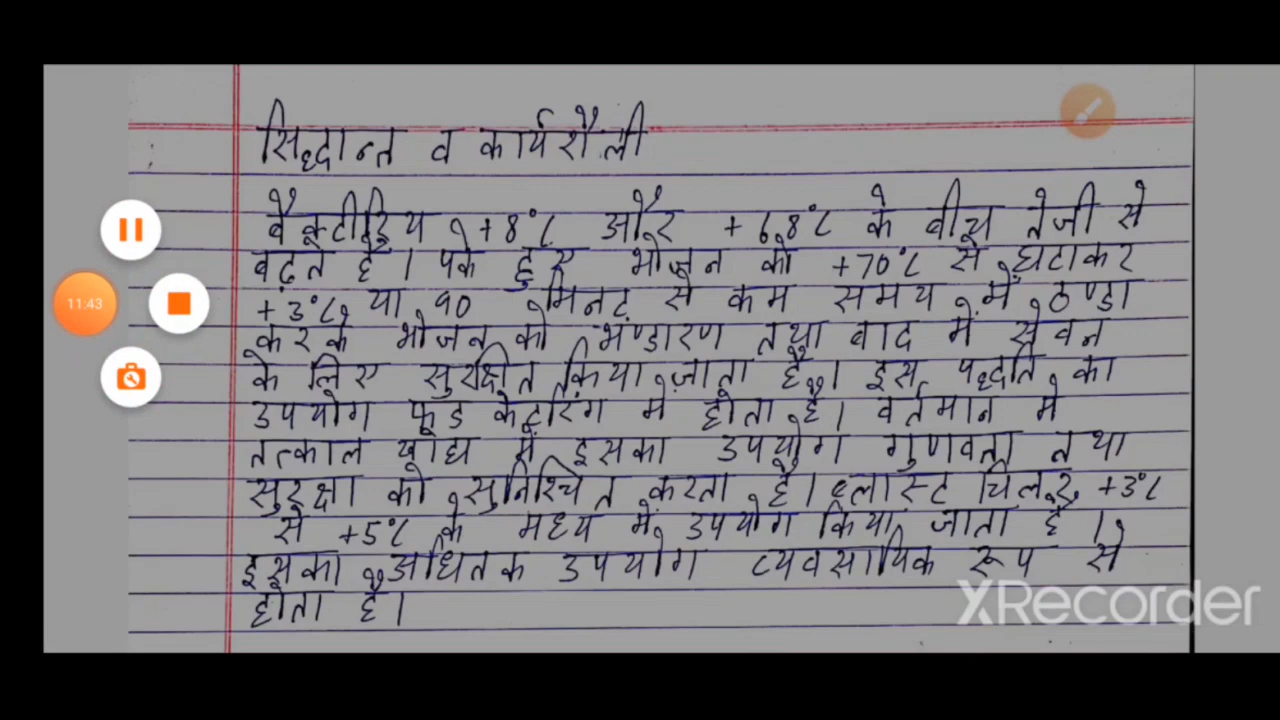 सिद्धान्त व कार्यशैली
वैक्टीरिय +8°C और +68°C के बीच तेजी से
बढ़ते है। पके हुए भोजन को +70°C से घटाकर
+3°C या 90 मिनट से कम समय में ठण्डा
करके भोजन को भण्डारण तथा बाद में सेवन
के लिए सुरक्षित किया जाता है। इस पद्धति का
उपयोग फूड केटरिंग में होता है। वर्तमान में
तत्काल खाद्य में इसका उपयोग गुणवता तथा
सुरक्षा को सुनिश्चित करता है। ब्लास्ट चिलर +3°C
से +5°C के मध्य में उपयोग किया जाता है।
इसका अधितक उपयोग व्यवसायिक रूप से
होता है।
11:43
XRecorder